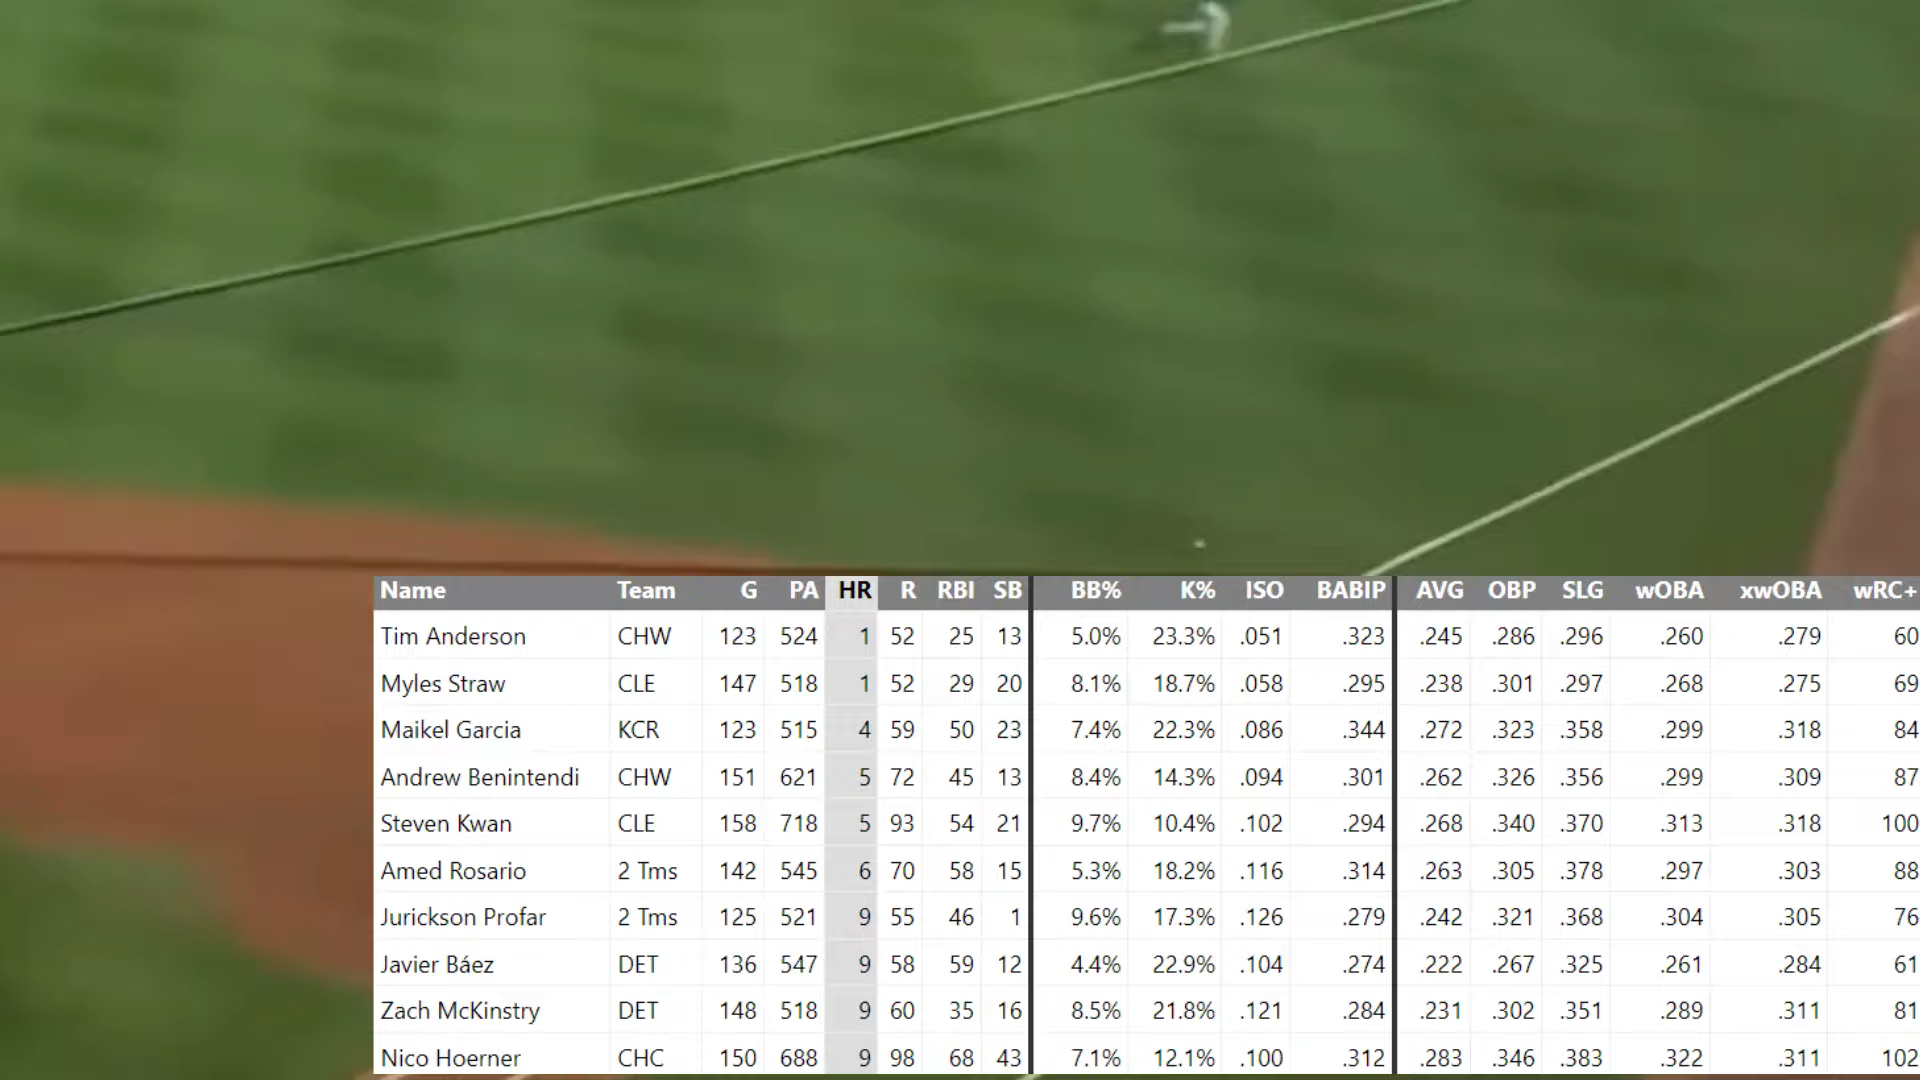 Name Team G PA HR R RBI SB BB% K% ISO BABIP AVG OBP SLG wOBA xwOBA wRC+
Tim Anderson CHW 123 524 1 52 25 13 5.0% 23.3% .051 .323 .245 .286 .296 .260 .279 60
Myles Straw CLE 147 518 1 52 29 20 8.1% 18.7% .058 .295 .238 .301 .297 .268 .275 69
Maikel Garcia KCR 123 515 4 59 50 23 7.4% 22.3% .086 .344 .272 .323 .358 .299 .318 84
Andrew Benintendi CHW 151 621 5 72 45 13 8.4% 14.3% .094 .301 .262 .326 .356 .299 .309 87
Steven Kwan CLE 158 718 5 93 54 21 9.7% 10.4% .102 .294 .268 .340 .370 .313 .318 100
Amed Rosario 2 Tms 142 545 6 70 58 15 5.3% 18.2% .116 .314 .263 .305 .378 .297 .303 88
Jurickson Profar 2 Tms 125 521 9 55 46 1 9.6% 17.3% .126 .279 .242 .321 .368 .304 .305 76
Javier Báez DET 136 547 9 58 59 12 4.4% 22.9% .104 .274 .222 .267 .325 .261 .284 61
Zach McKinstry DET 148 518 9 60 35 16 8.5% 21.8% .121 .284 .231 .302 .351 .289 .311 81
Nico Hoerner CHC 150 688 9 98 68 43 7.1% 12.1% .100 .312 .283 .346 .383 .322 .311 102